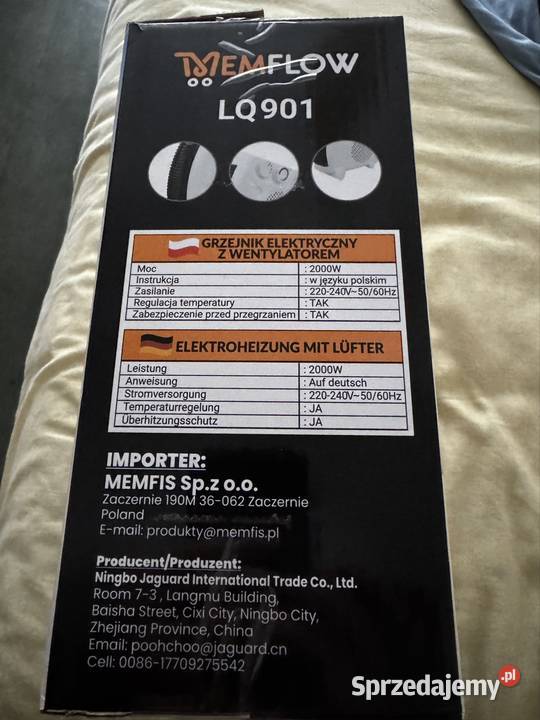 MEMFLOW
LQ901
GRZEJNIK ELEKTRYCZNY
Z WENTYLATOREM
Moc : 2000W
Instrukcja : w języku polskim
Zasilanie : 220-240V~50/60Hz
Regulacja temperatury : TAK
Zabezpieczenie przed przegrzaniem : TAK
ELEKTROHEIZUNG MIT LÜFTER
Leistung : 2000W
Anweisung : Auf deutsch
Stromversorgung : 220-240V~50/60Hz
Temperaturregelung : JA
Überhitzungsschutz : JA
IMPORTER:
MEMFIS Sp.z o.o.
Zaczernie 190M 36-062 Zaczernie
Poland
E-mail: produkty@memfis.pl
Producent/Produzent:
Ningbo Jaguard International Trade Co., Ltd.
Room 7-3 , Langmu Building,
Baisha Street, Cixi City, Ningbo City,
Zhejiang Province, China
Email: poohchoo@jaguard.cn
Cell: 0086-17709275542
Sprzedajemy.pl